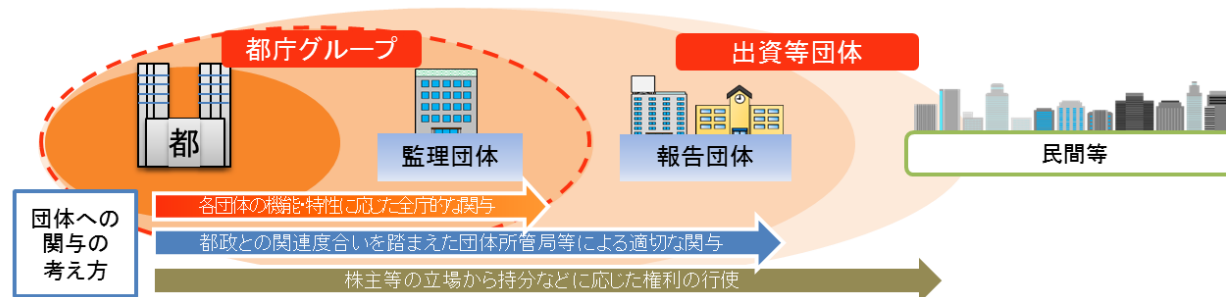 都庁グループ
出資等団体
都
監理団体
報告団体
民間等
団体への
関与の
考え方
各団体の機能・特性に応じた全庁的な関与
都政との関連度合いを踏まえた団体所管局等による適切な関与
株主等の立場から持分などに応じた権利の行使